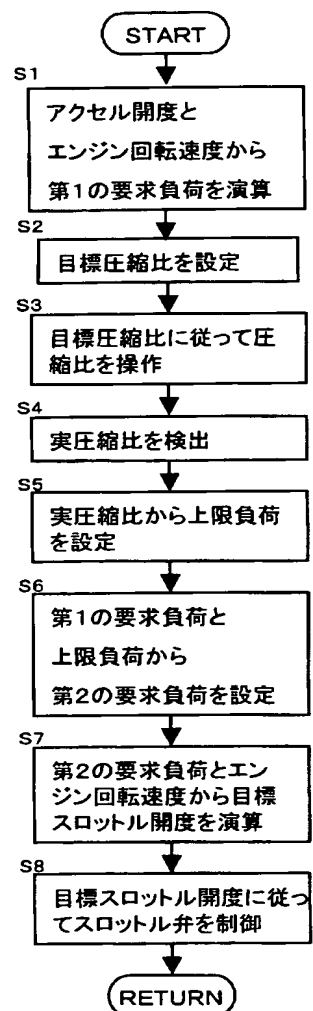 START
S1
アクセル開度と
エンジン回転速度から
第1の要求負荷を演算
S2
目標圧縮比を設定
S3
目標圧縮比に従って圧
縮比を操作
S4
実圧縮比を検出
S5
実圧縮比から上限負荷
を設定
S6
第1の要求負荷と
上限負荷から
第2の要求負荷を設定
S7
第2の要求負荷とエン
ジン回転速度から目標
スロットル開度を演算
S8
目標スロットル開度に従っ
てスロットル弁を制御
RETURN